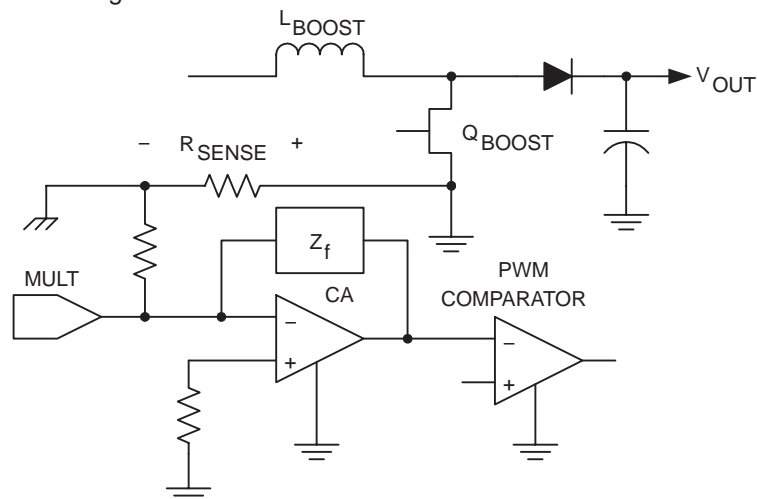 L BOOST
V OUT
Q BOOST
– R SENSE +
Z f
MULT
CA
PWM
COMPARATOR
–
+
–
+